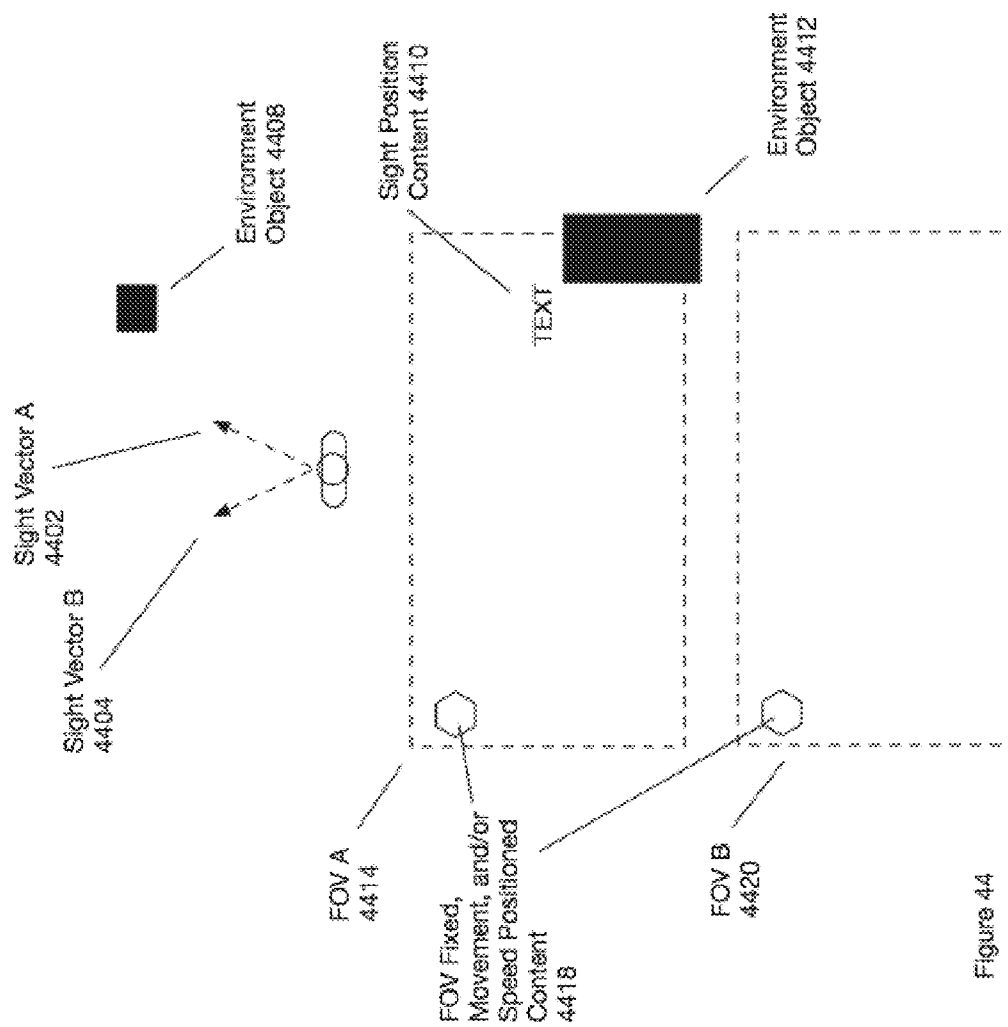 Sight Vector A
4402
Sight Vector B
4404
Environment
Object 4408
FOV A
4414
Sight Position
Content 4410
TEXT
FOV Fixed,
Movement, and/or
Speed Positioned
Content
4418
Environment
Object 4412
FOV B
4420
Figure 44